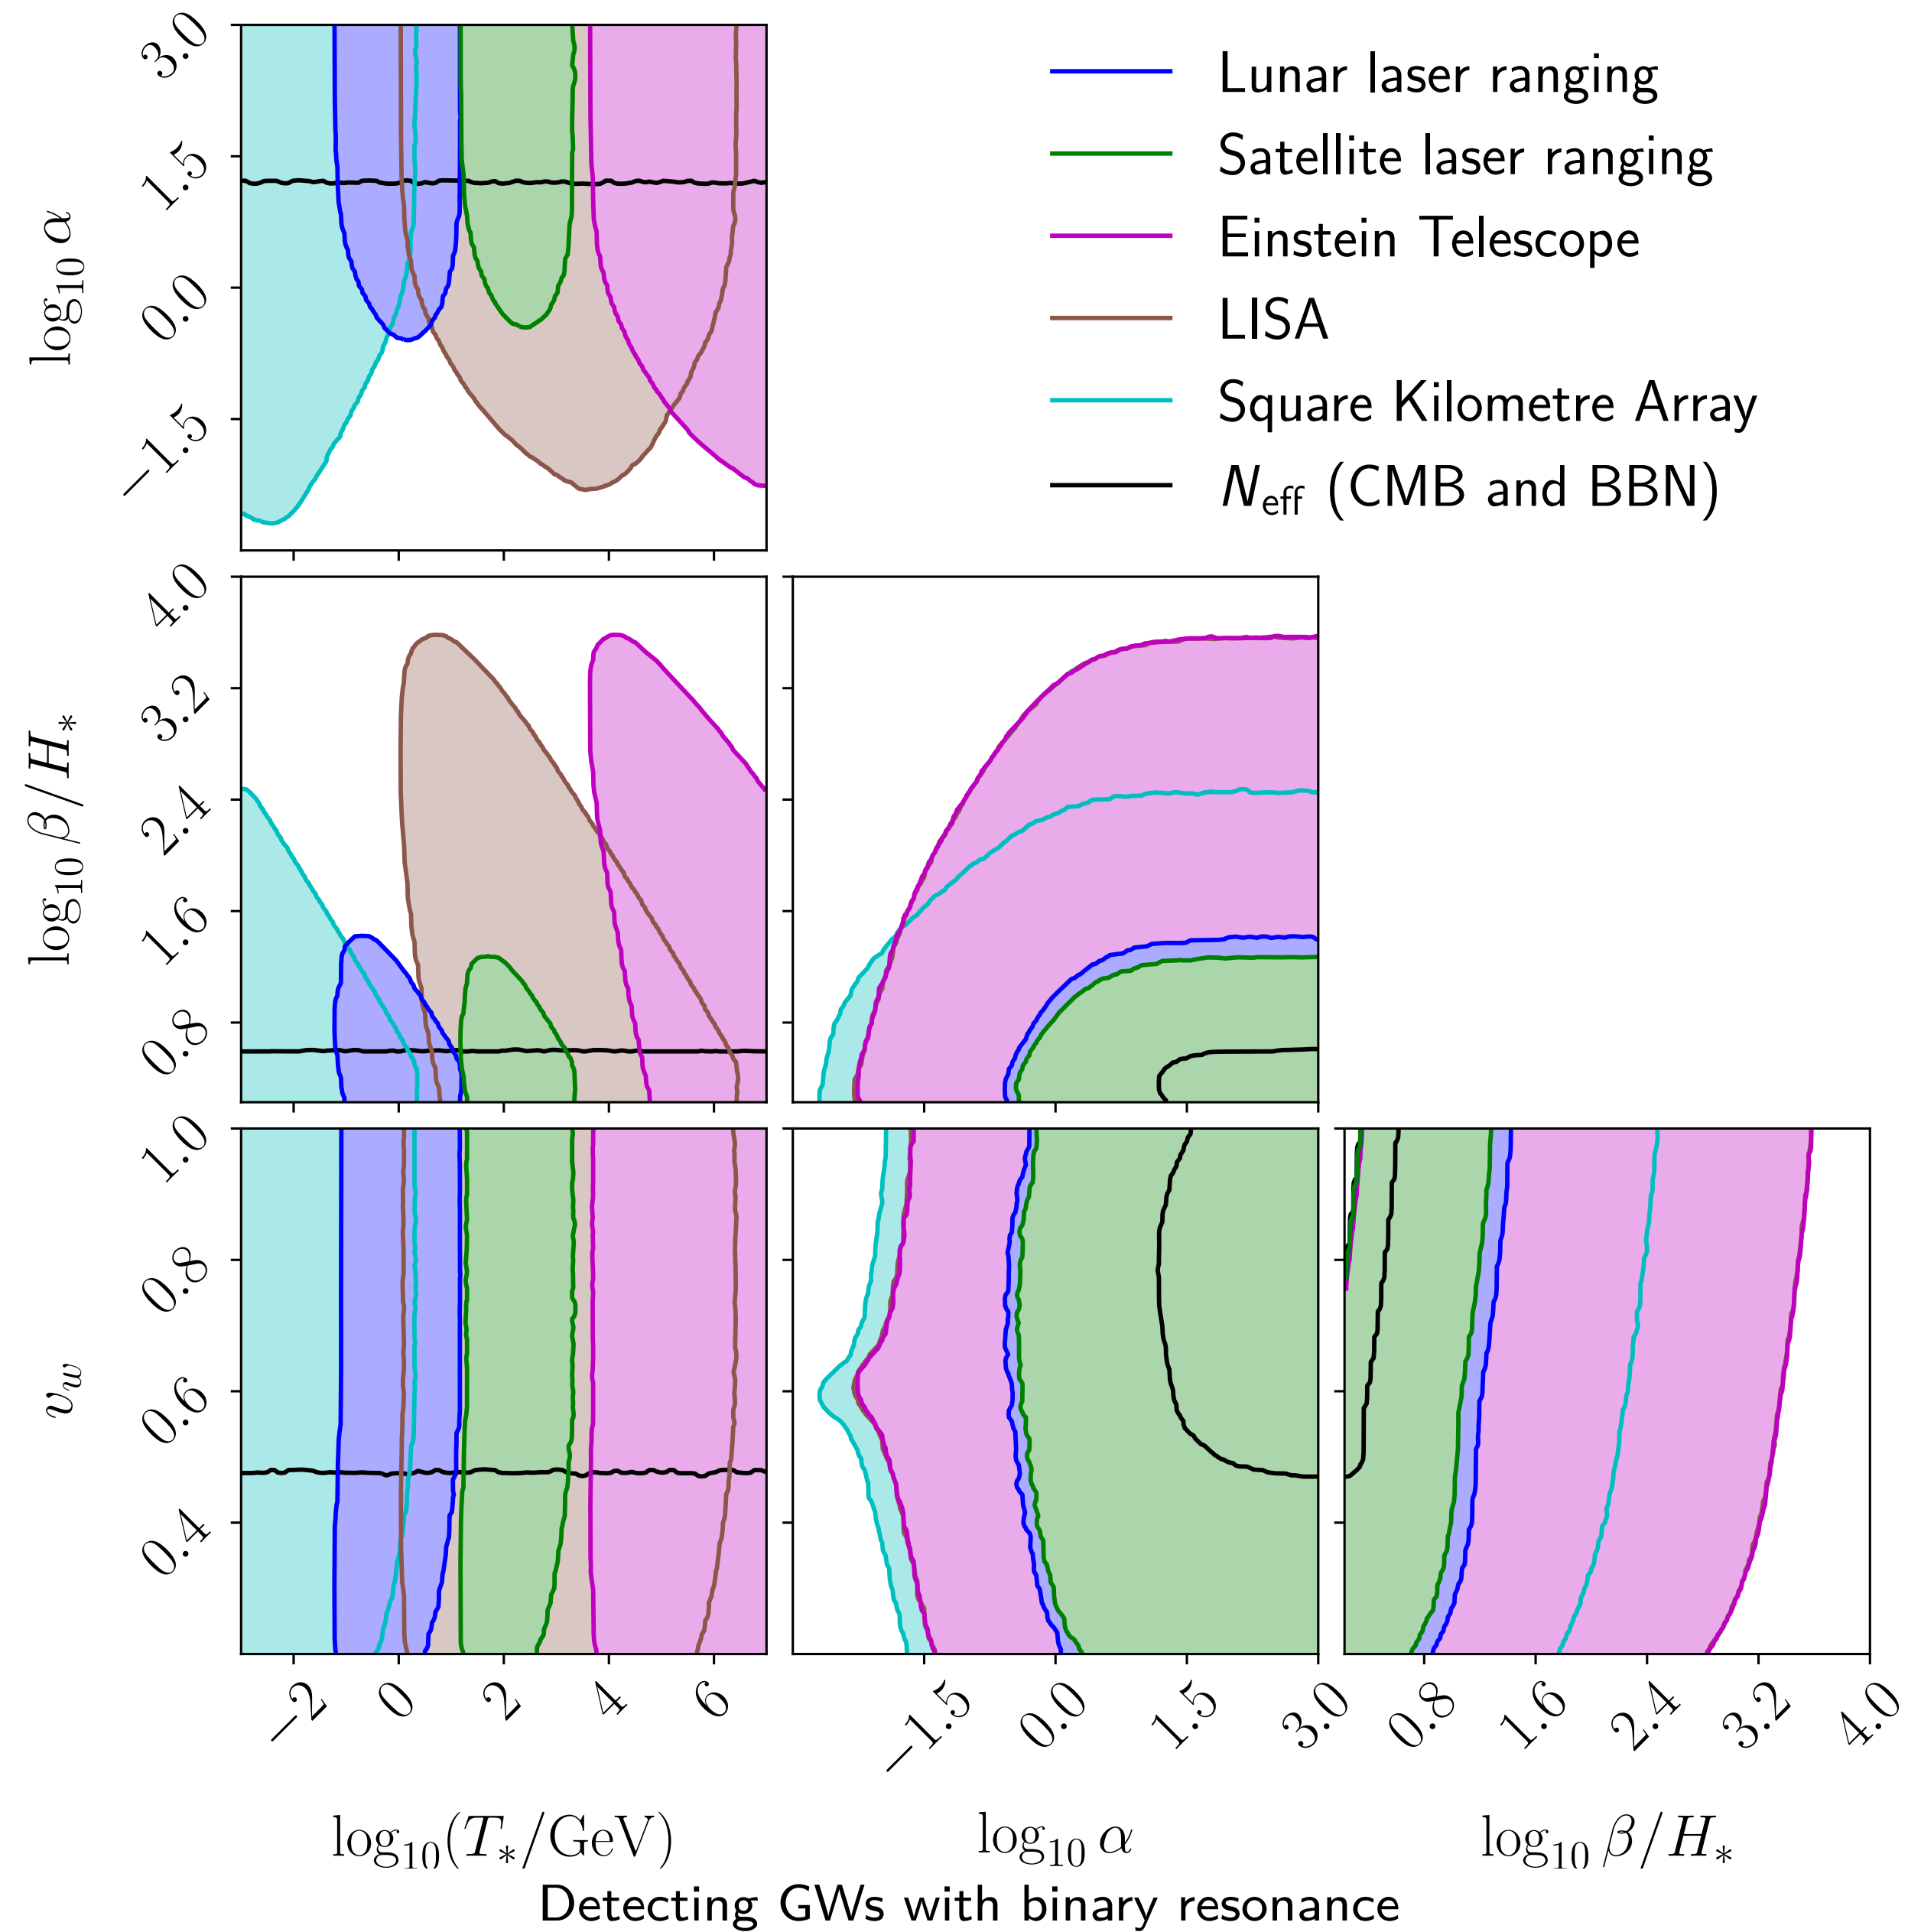 3.0
1.5
0.0
−1.5
log₁₀ α
Lunar laser ranging
Satellite laser ranging
Einstein Telescope
LISA
Square Kilometre Array
N_eff (CMB and BBN)
4.0
3.2
2.4
1.6
0.8
log₁₀ β/H_*
1.0
0.8
0.6
0.4
v_w
−2 0 2 4 6
−1.5 0.0 1.5 3.0
0.8 1.6 2.4 3.2 4.0
log₁₀(T_*/GeV)
log₁₀ α
log₁₀ β/H_*
Detecting GWs with binary resonance